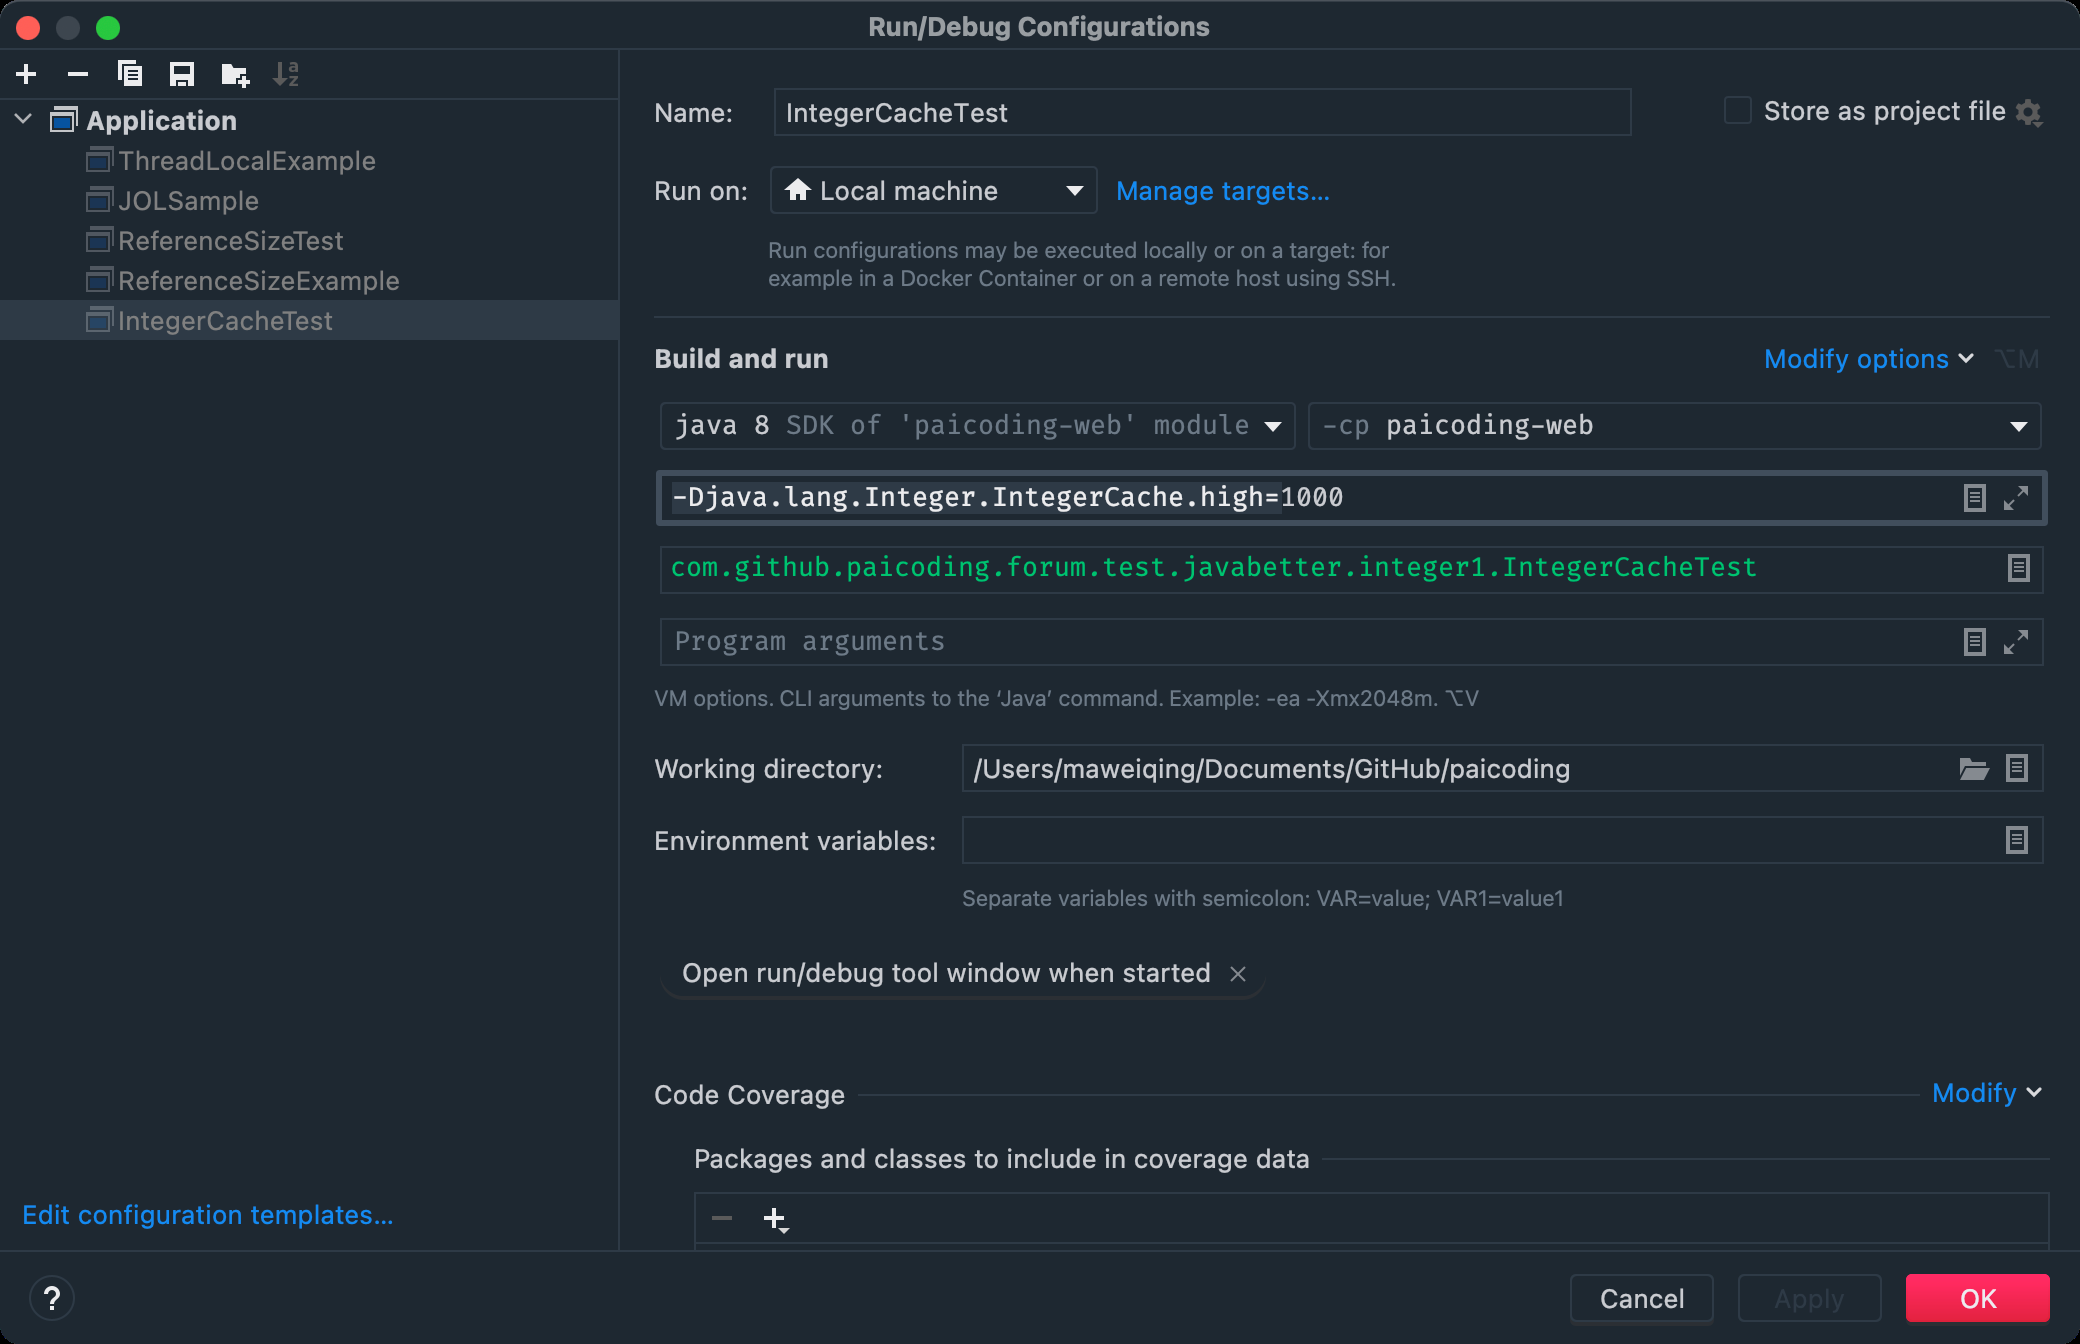 Run/Debug Configurations
Application
ThreadLocalExample
JOLSample
ReferenceSizeTest
ReferenceSizeExample
IntegerCacheTest
Edit configuration templates...
Name: IntegerCacheTest Store as project file
Run on: Local machine Manage targets...
Run configurations may be executed locally or on a target: for
example in a Docker Container or on a remote host using SSH.
Build and run Modify options ⌥M
java 8 SDK of 'paicoding-web' module -cp paicoding-web
-Djava.lang.Integer.IntegerCache.high=1000
com.github.paicoding.forum.test.javabetter.integer1.IntegerCacheTest
Program arguments
VM options. CLI arguments to the ‘Java’ command. Example: -ea -Xmx2048m. ⌥V
Working directory: /Users/maweiqing/Documents/GitHub/paicoding
Environment variables:
Separate variables with semicolon: VAR=value; VAR1=value1
Open run/debug tool window when started
Code Coverage Modify
Packages and classes to include in coverage data
? Cancel Apply OK